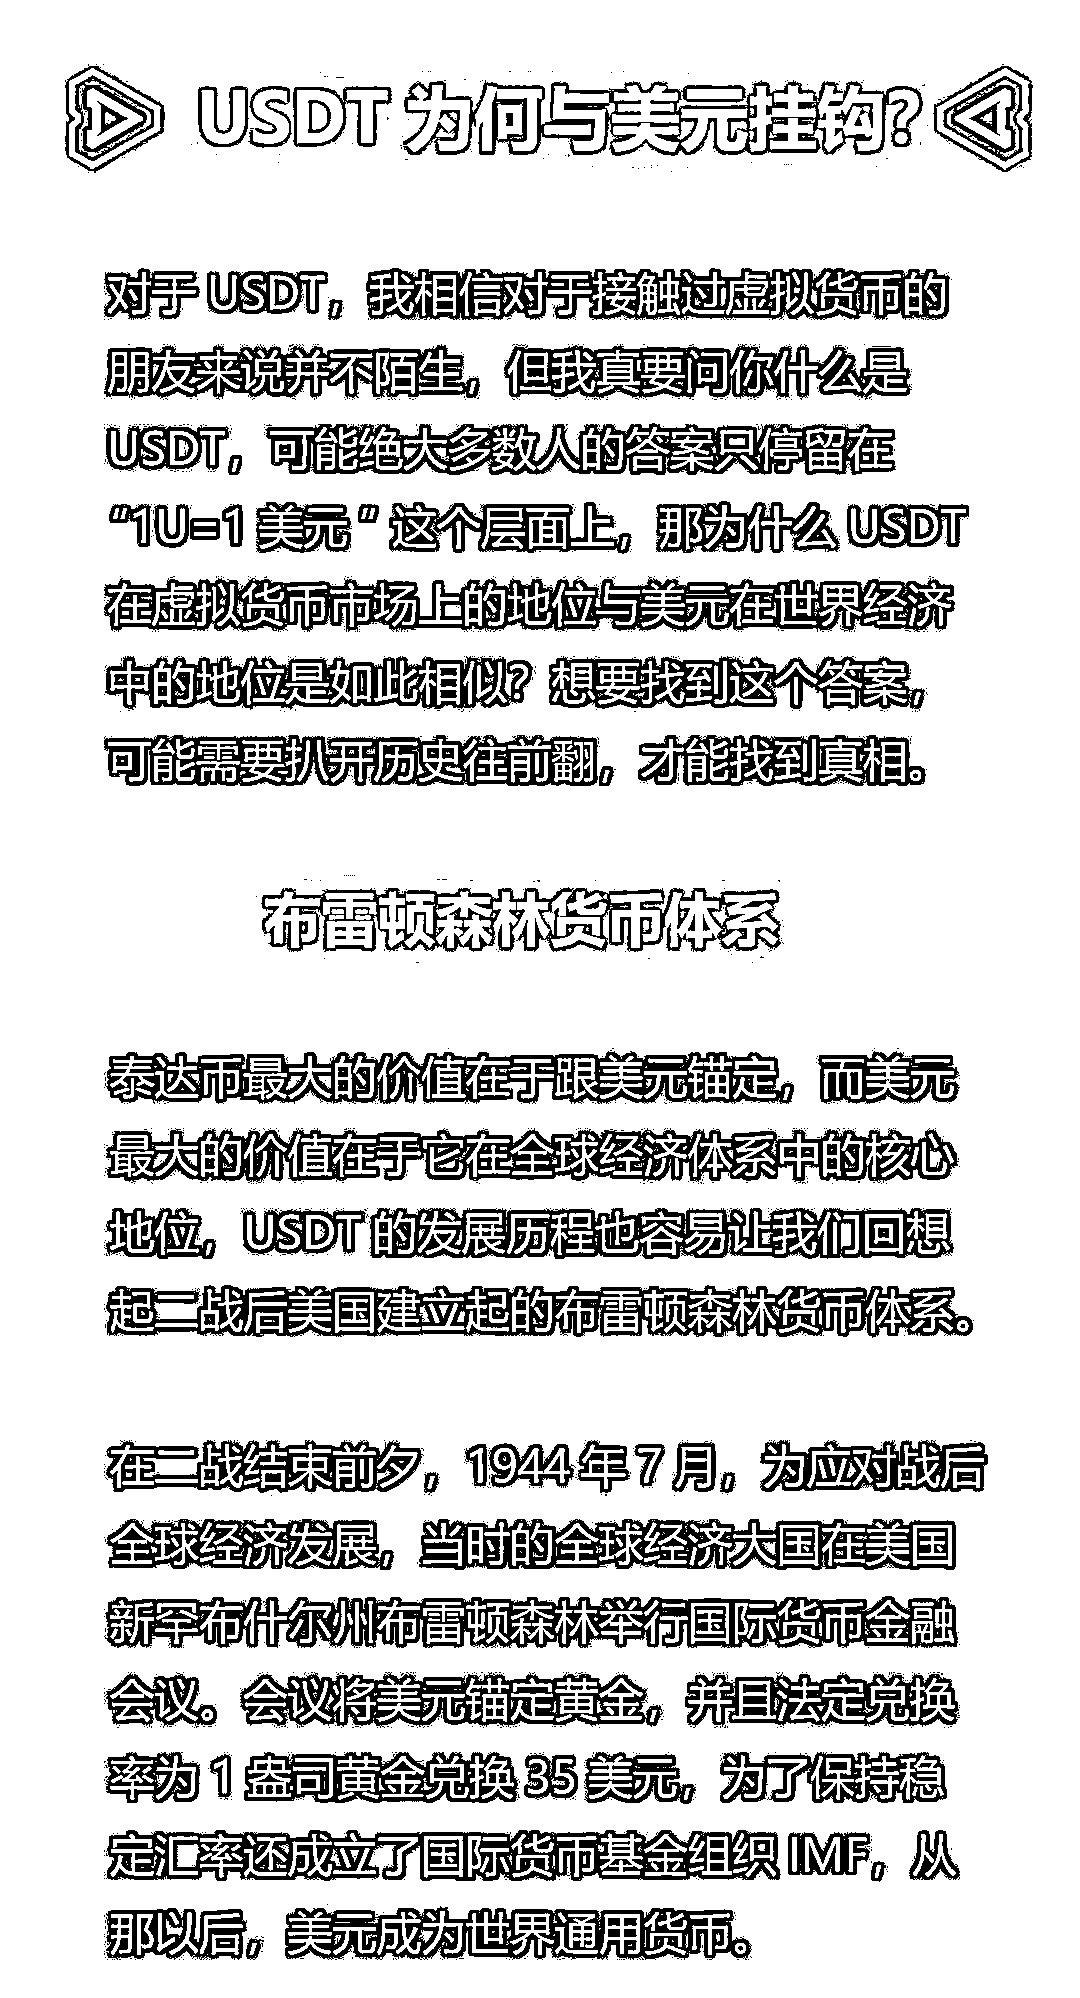 USDT 为何与美元挂钩?
对于 USDT，我相信对于接触过虚拟货币的
朋友来说并不陌生，但我真要问你什么是
USDT，可能绝大多数人的答案只停留在
“1U=1 美元 ” 这个层面上，那为什么 USDT
在虚拟货币市场上的地位与美元在世界经济
中的地位是如此相似？想要找到这个答案，
可能需要扒开历史往前翻，才能找到真相。
布雷顿森林货币体系
泰达币最大的价值在于跟美元锚定，而美元
最大的价值在于它在全球经济体系中的核心
地位，USDT 的发展历程也容易让我们回想
起二战后美国建立起的布雷顿森林货币体系。
在二战结束前夕，1944 年 7 月，为应对战后
全球经济发展，当时的全球经济大国在美国
新罕布什尔州布雷顿森林举行国际货币金融
会议。会议将美元锚定黄金，并且法定兑换
率为 1 盎司黄金兑换 35 美元，为了保持稳
定汇率还成立了国际货币基金组织 IMF，从
那以后，美元成为世界通用货币。